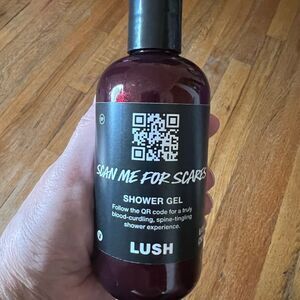 SCAN ME FOR SCARES
SHOWER GEL
Follow the QR code for a truly
blood-curdling, spine-tingling
shower experience.
LUSH